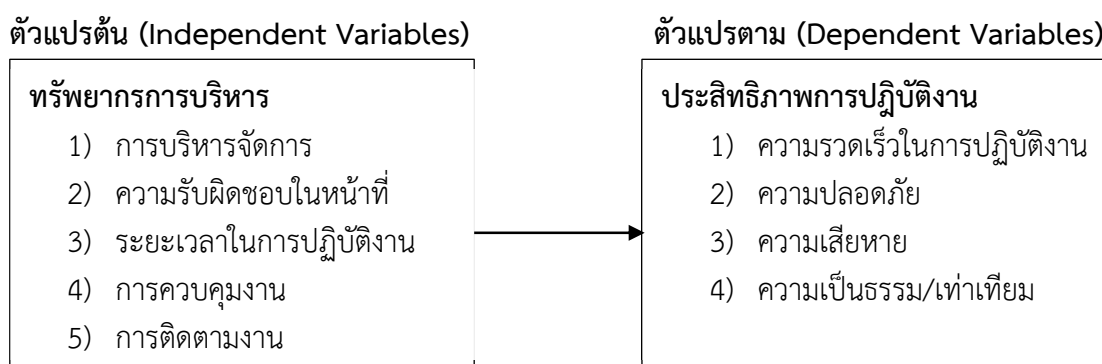 ตัวแปรต้น (Independent Variables)
ทรัพยากรการบริหาร
1) การบริหารจัดการ
2) ความรับผิดชอบในหน้าที่
3) ระยะเวลาในการปฏิบัติงาน
4) การควบคุมงาน
5) การติดตามงาน
ตัวแปรตาม (Dependent Variables)
ประสิทธิภาพการปฎิบัติงาน
1) ความรวดเร็วในการปฏิบัติงาน
2) ความปลอดภัย
3) ความเสียหาย
4) ความเป็นธรรม/เท่าเทียม